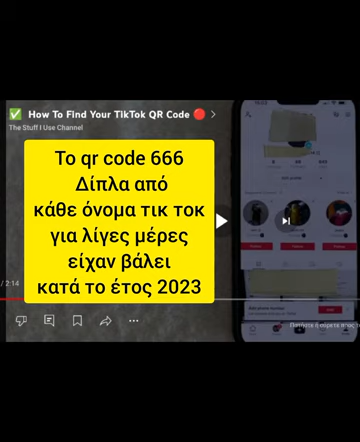 ✅ How To Find Your TikTok QR Code 🔴
The Stuff I Use Channel
Το qr code 666
Δίπλα από
κάθε όνομα τικ τοκ
για λίγες μέρες
είχαν βάλει
κατά το έτος 2023
/ 2:14